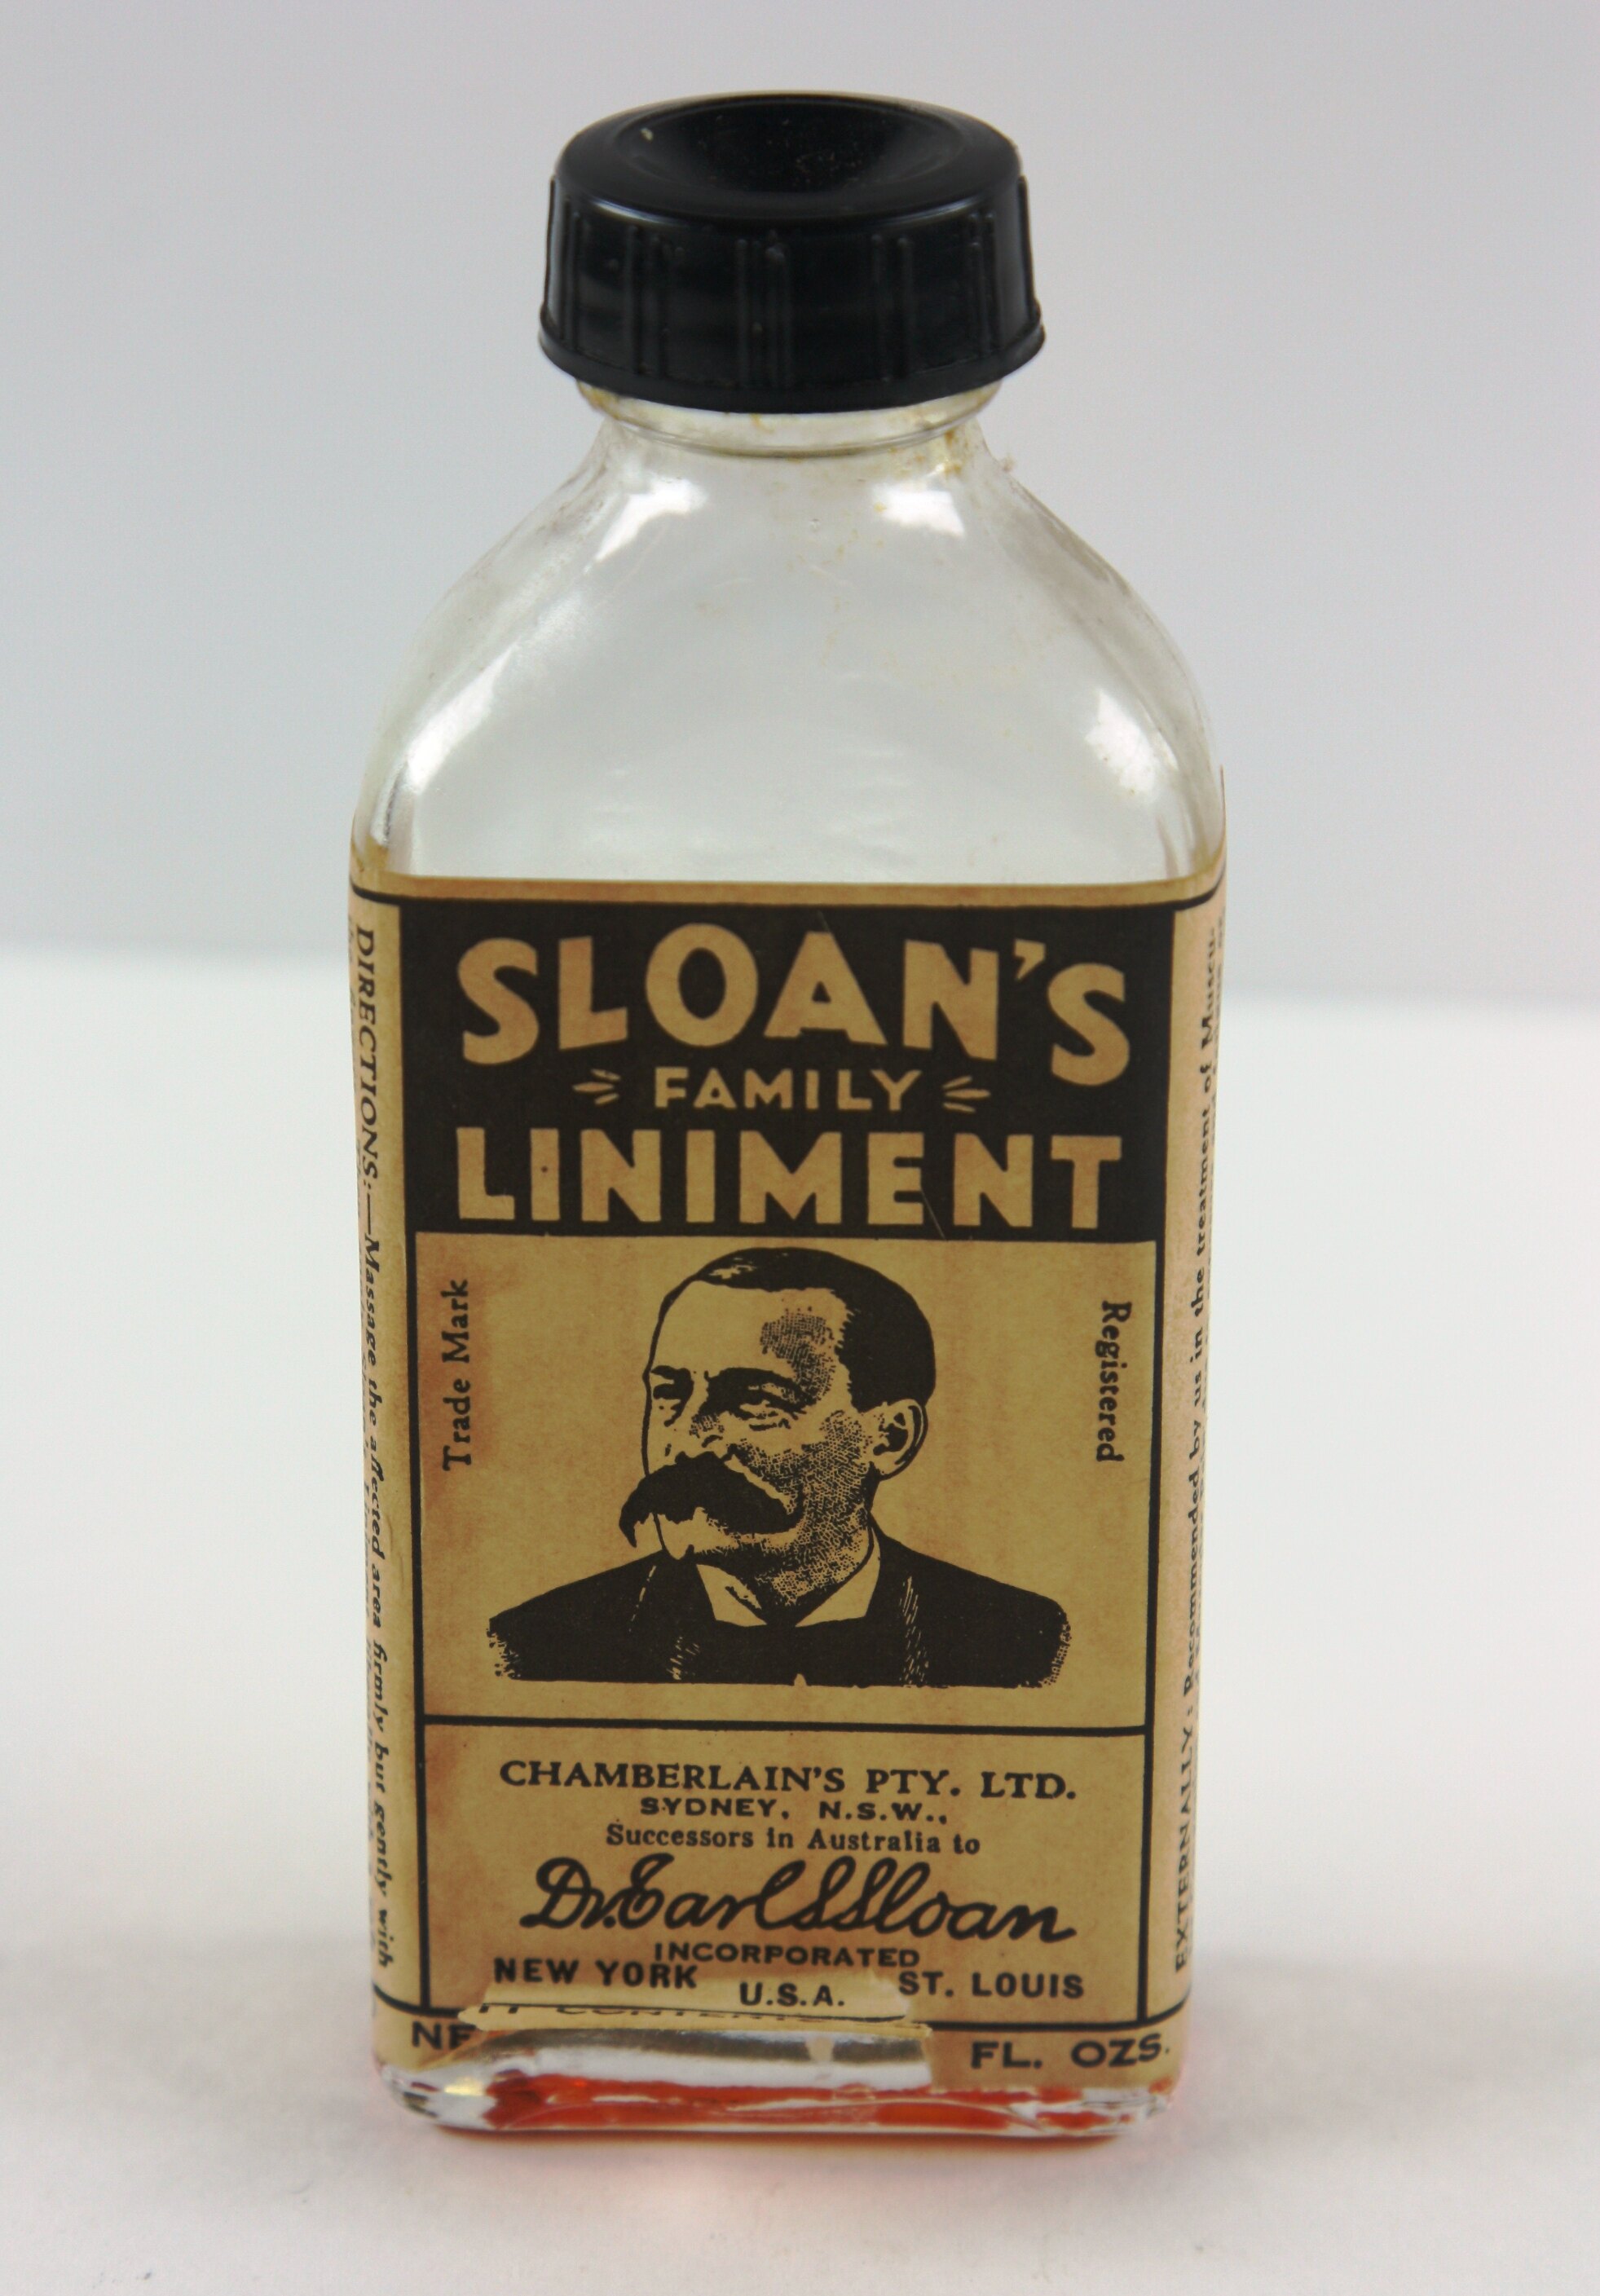 SLOAN'S
FAMILY
LINIMENT
Trade Mark
Registered
CHAMBERLAIN'S PTY. LTD.
SYDNEY, N.S.W.,
Successors in Australia to
Dr. Earl S Sloan
INCORPORATED
NEW YORK U.S.A. ST. LOUIS
FL. OZS.
DIRECTIONS:—Massage the affected area firmly but gently with
EXTERNALLY: Recommended by us in the treatment of Muscu-